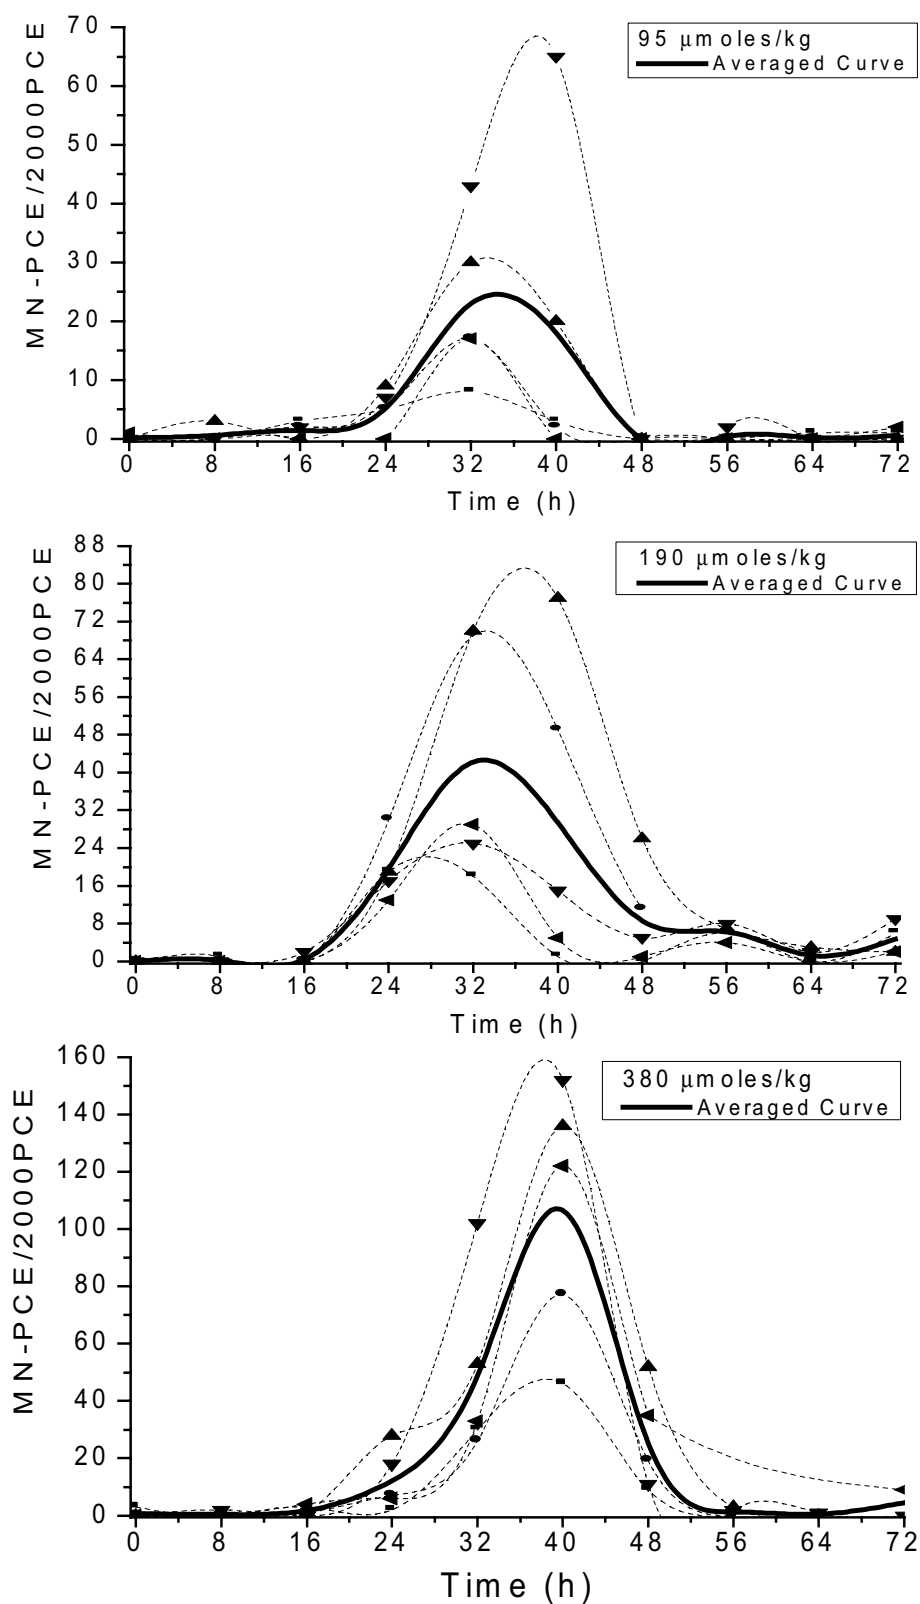 70
60
50
40
30
20
10
0
MN-PCE/2000PCE
95 μmoles/kg
Averaged Curve
0 8 16 24 32 40 48 56 64 72
Time (h)
88
80
72
64
56
48
40
32
24
16
8
0
MN-PCE/2000PCE
190 μmoles/kg
Averaged Curve
0 8 16 24 32 40 48 56 64 72
Time (h)
160
140
120
100
80
60
40
20
0
MN-PCE/2000PCE
380 μmoles/kg
Averaged Curve
0 8 16 24 32 40 48 56 64 72
Time (h)